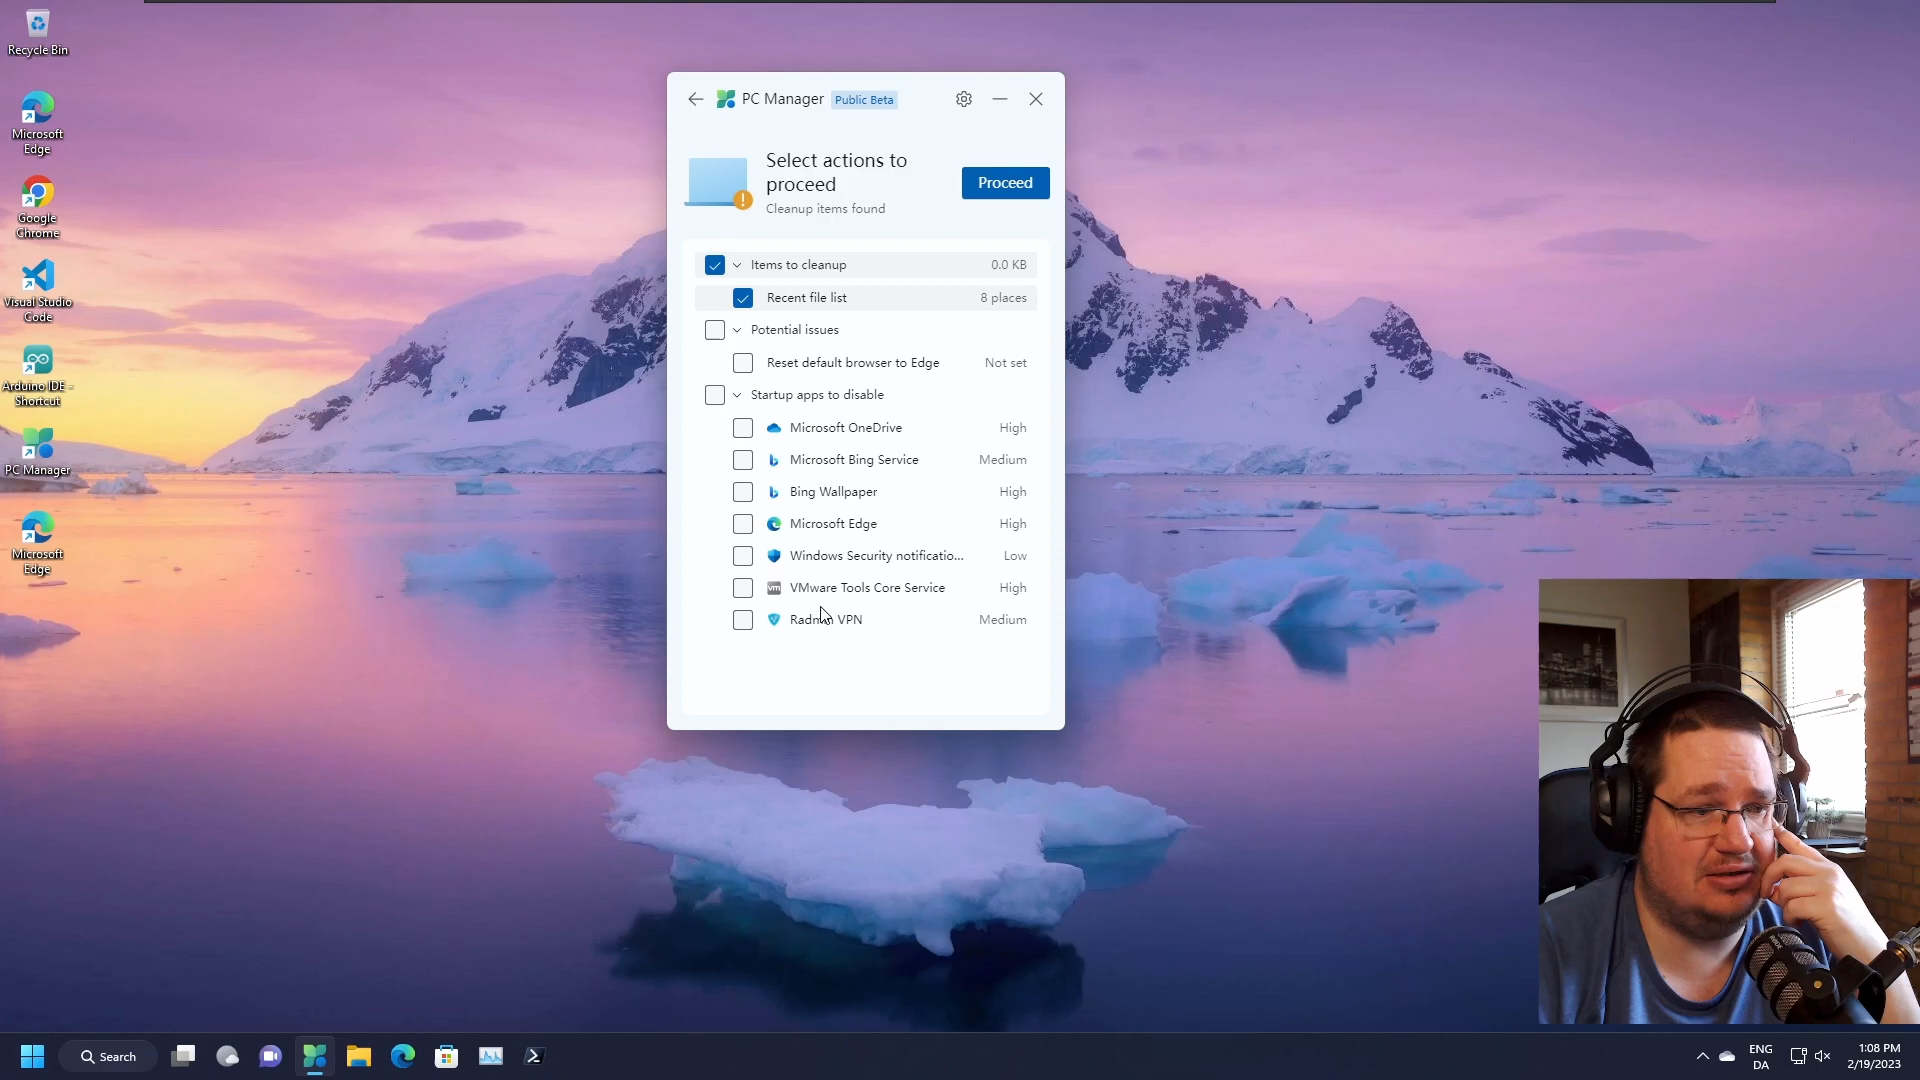 Recycle Bin
Microsoft
Edge
Google
Chrome
Visual Studio
Code
Arduino IDE -
Shortcut
PC Manager
Microsoft
Edge
PC Manager Public Beta
Select actions to
proceed
Cleanup items found
Proceed
Items to cleanup 0.0 KB
Recent file list 8 places
Potential issues
Reset default browser to Edge Not set
Startup apps to disable
Microsoft OneDrive High
Microsoft Bing Service Medium
Bing Wallpaper High
Microsoft Edge High
Windows Security notificatio... Low
vm VMware Tools Core Service High
VPN Medium
Search
ENG
DA
1:08 PM
2/19/2023